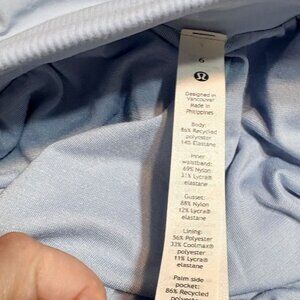 6
Designed in
Vancouver
Made in
Philippines
Body:
86% Recycled
polyester
14% Elastane
Inner
waistband:
69% Nylon
31% Lycra®
elastane
Gusset:
88% Nylon
12% Lycra®
elastane
Lining:
56% Polyester
33% Coolmax®
11% Lycra®
elastane
Palm side
pocket:
86% Recycled
polyester